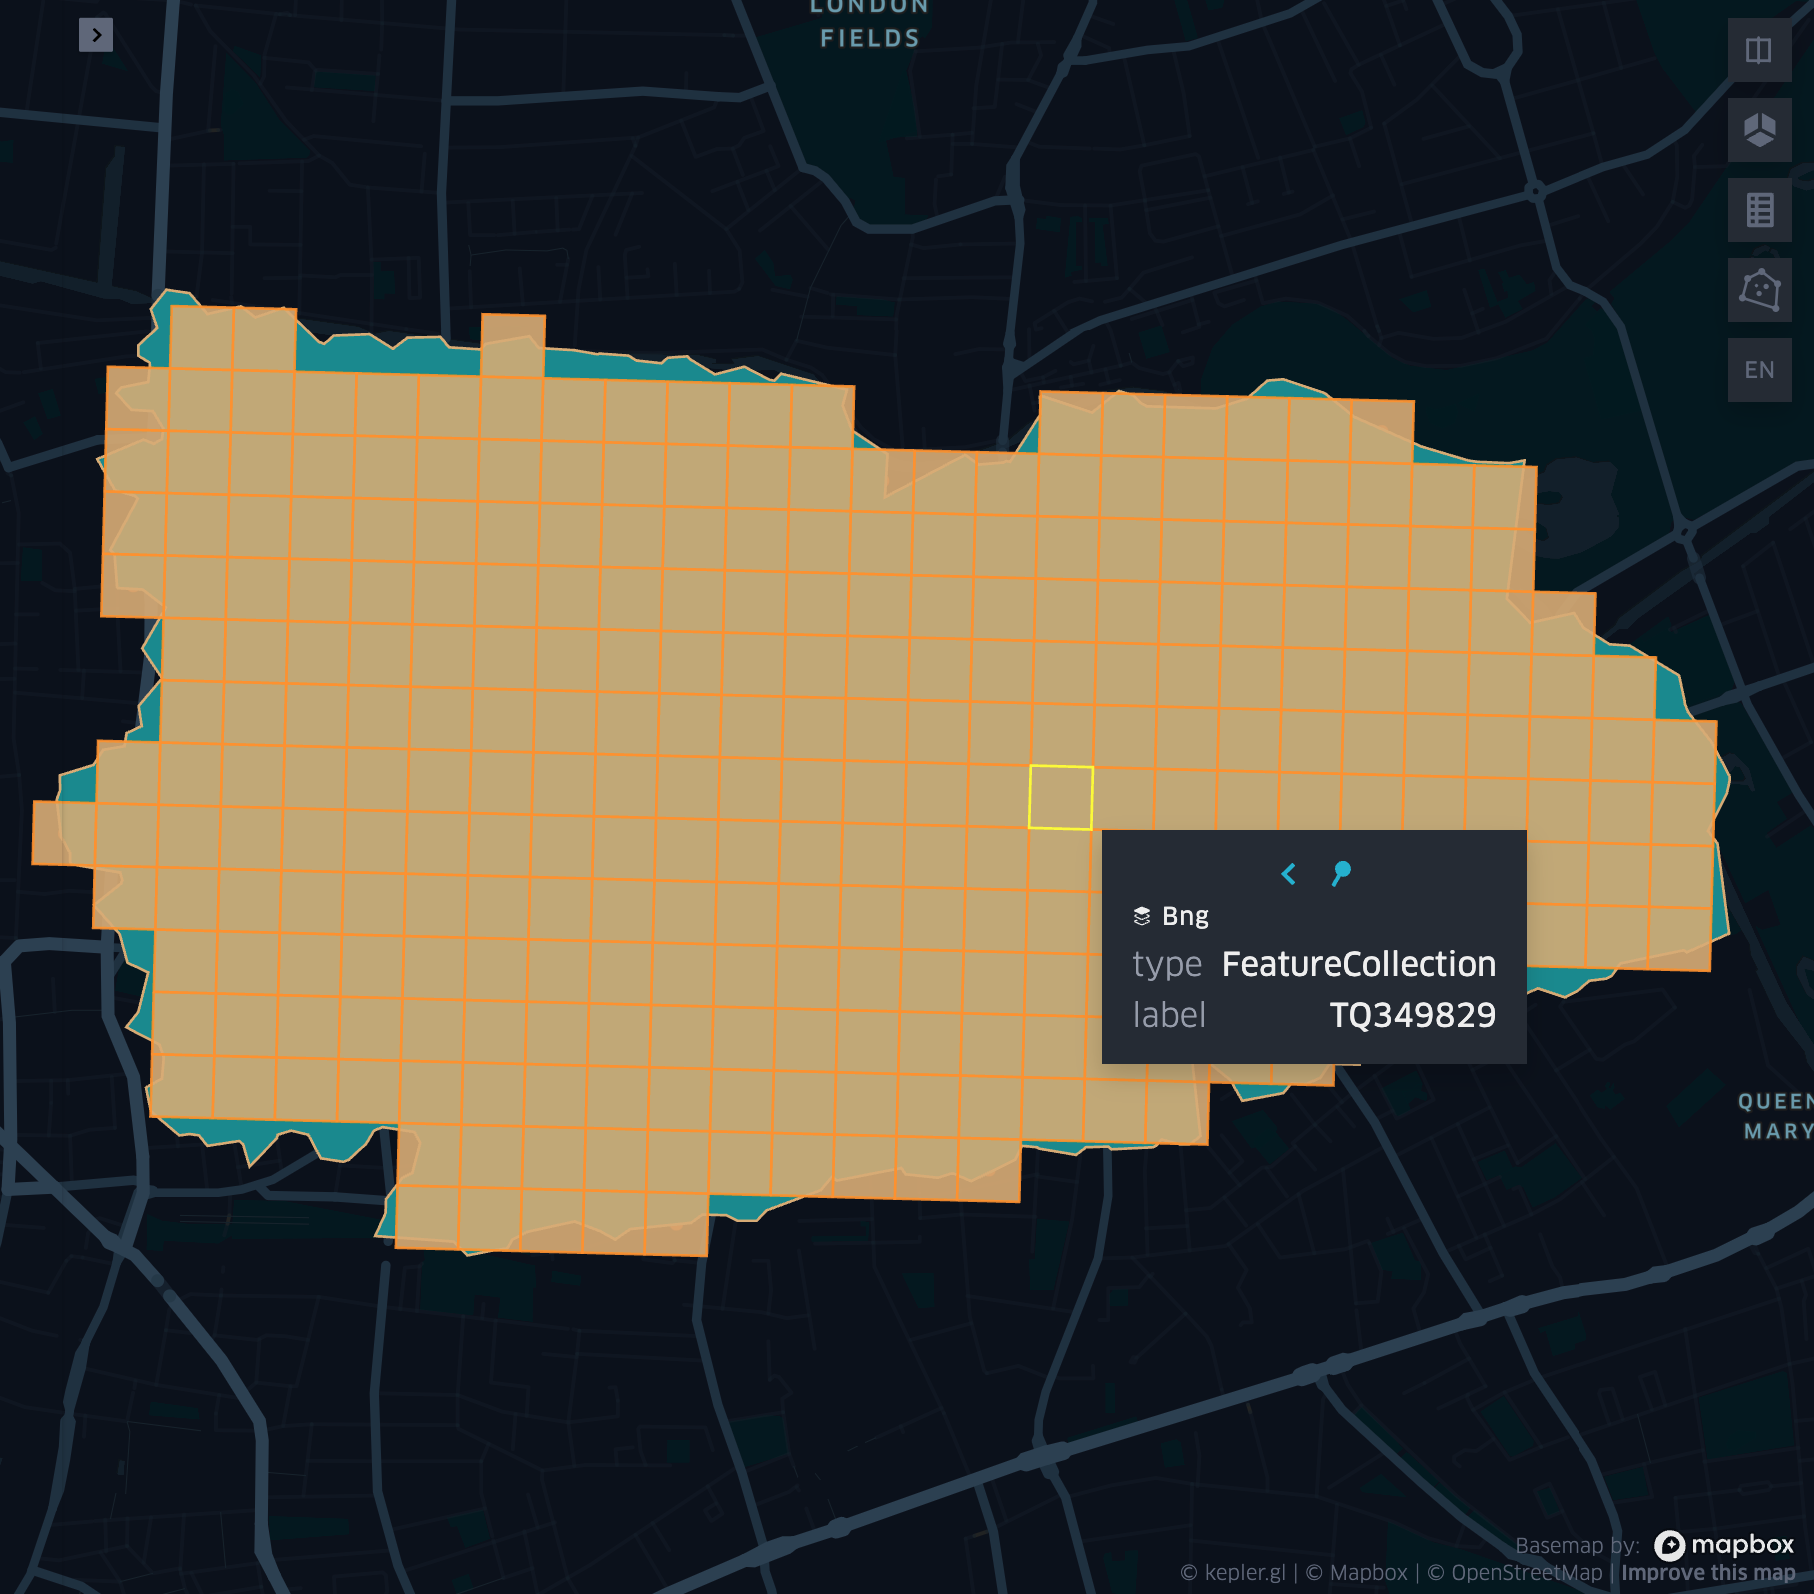 LONDON
FIELDS
EN
Bng
type FeatureCollection
label TQ349829
QUEEN
MARY
Basemap by: mapbox
© kepler.gl | © Mapbox | © OpenStreetMap | Improve this map